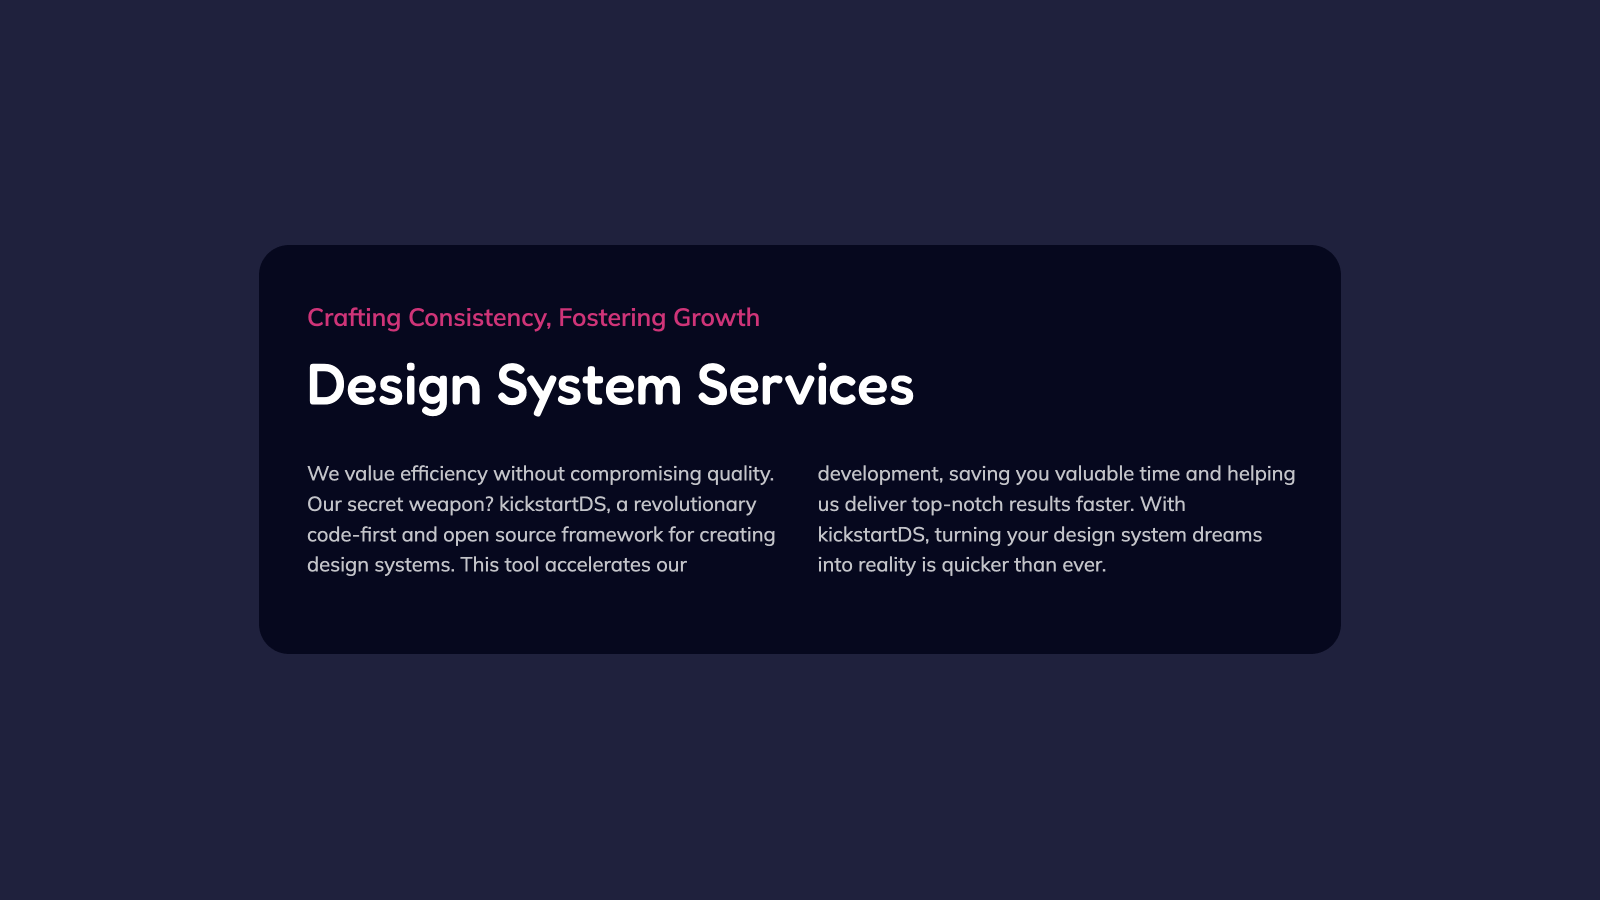 Crafting Consistency, Fostering Growth
Design System Services
We value efficiency without compromising quality.
Our secret weapon? kickstartDS, a revolutionary
code-first and open source framework for creating
design systems. This tool accelerates our
development, saving you valuable time and helping
us deliver top-notch results faster. With
kickstartDS, turning your design system dreams
into reality is quicker than ever.